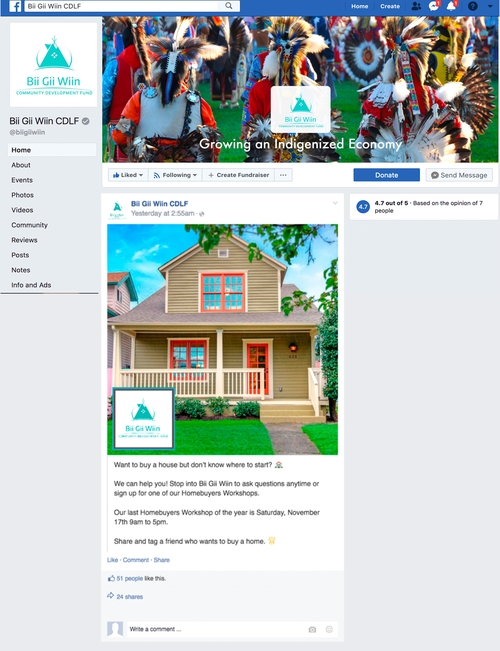 Bii Gii Wiin CDLF
Home Create
Bii Gii Wiin
COMMUNITY DEVELOPMENT FUND
Bii Gii Wiin
Growing an Indigenized Economy
Bii Gii Wiin CDLF
@biigiiwiin
Liked Following + Create Fundraiser ...
Donate Send Message
Home
About
Events
Photos
Videos
Community
Reviews
Posts
Notes
Info and Ads
Bii Gii Wiin CDLF
Yesterday at 2:55am
4.7
4.7 out of 5 · Based on the opinion of 7
people
Bii Gii Wiin
COMMUNITY DEVELOPMENT FUND
Want to buy a house but don't know where to start?
We can help you! Stop into Bii Gii Wiin to ask questions anytime or
sign up for one of our Homebuyers Workshops.
Our last Homebuyers Workshop of the year is Saturday, November
17th 9am to 5pm.
Share and tag a friend who wants to buy a home.
Like · Comment · Share
51 people like this.
24 shares
Write a comment ...